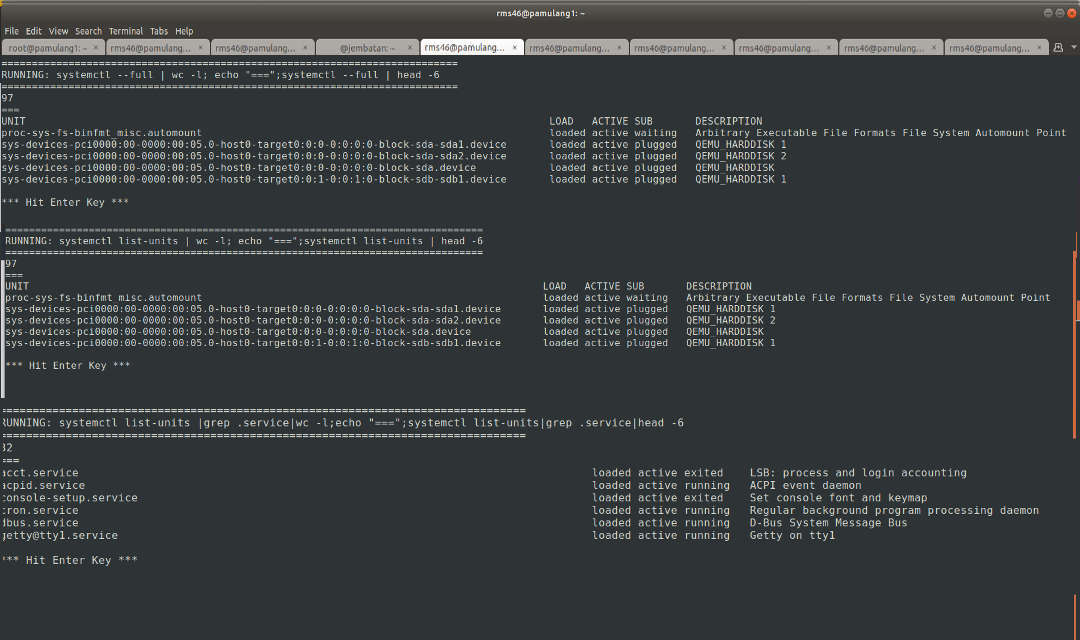 rms46@pamulang1: ~
File Edit View Search Terminal Tabs Help
root@pamulang1: ~ × rms46@pamulang... × rms46@pamulang... × @jembatan: ~ × rms46@pamulang... × rms46@pamulang... × rms46@pamulang... × rms46@pamulang... × rms46@pamulang... × rms46@pamulang... ×
============================================================================
RUNNING: systemctl --full | wc -l; echo "===";systemctl --full | head -6
============================================================================
97
===
UNIT LOAD ACTIVE SUB DESCRIPTION
proc-sys-fs-binfmt_misc.automount loaded active waiting Arbitrary Executable File Formats File System Automount Point
sys-devices-pci0000:00-0000:00:05.0-host0-target0:0:0-0:0:0:0-block-sda-sda1.device loaded active plugged QEMU_HARDDISK 1
sys-devices-pci0000:00-0000:00:05.0-host0-target0:0:0-0:0:0:0-block-sda-sda2.device loaded active plugged QEMU_HARDDISK 2
sys-devices-pci0000:00-0000:00:05.0-host0-target0:0:0-0:0:0:0-block-sda.device loaded active plugged QEMU_HARDDISK
sys-devices-pci0000:00-0000:00:05.0-host0-target0:0:1-0:0:1:0-block-sdb-sdb1.device loaded active plugged QEMU_HARDDISK 1
*** Hit Enter Key ***
================================================================================
RUNNING: systemctl list-units | wc -l; echo "===";systemctl list-units | head -6
================================================================================
97
===
UNIT LOAD ACTIVE SUB DESCRIPTION
proc-sys-fs-binfmt_misc.automount loaded active waiting Arbitrary Executable File Formats File System Automount Point
sys-devices-pci0000:00-0000:00:05.0-host0-target0:0:0-0:0:0:0-block-sda-sda1.device loaded active plugged QEMU_HARDDISK 1
sys-devices-pci0000:00-0000:00:05.0-host0-target0:0:0-0:0:0:0-block-sda-sda2.device loaded active plugged QEMU_HARDDISK 2
sys-devices-pci0000:00-0000:00:05.0-host0-target0:0:0-0:0:0:0-block-sda.device loaded active plugged QEMU_HARDDISK
sys-devices-pci0000:00-0000:00:05.0-host0-target0:0:1-0:0:1:0-block-sdb-sdb1.device loaded active plugged QEMU_HARDDISK 1
*** Hit Enter Key ***
================================================================================
RUNNING: systemctl list-units |grep .service|wc -l;echo "===";systemctl list-units|grep .service|head -6
================================================================================
32
===
acct.service loaded active exited LSB: process and login accounting
acpid.service loaded active running ACPI event daemon
console-setup.service loaded active exited Set console font and keymap
cron.service loaded active running Regular background program processing daemon
dbus.service loaded active running D-Bus System Message Bus
getty@tty1.service loaded active running Getty on tty1
*** Hit Enter Key ***